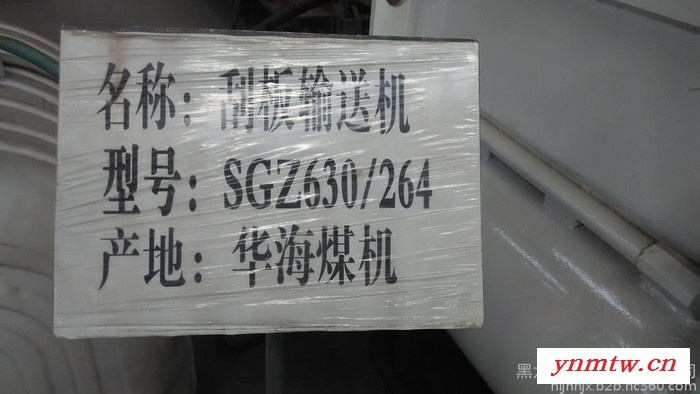 名称：刮板输送机
型号：SGZ630/264
产地：华海煤机
ynmtw.cn